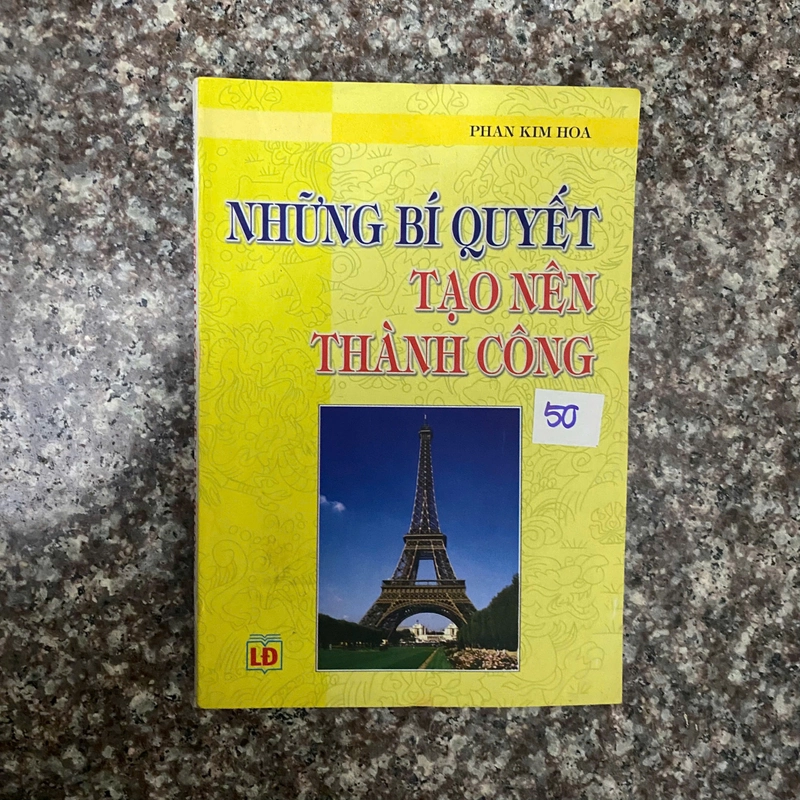 PHAN KIM HOA
NHỮNG BÍ QUYẾT
TẠO NÊN
THÀNH CÔNG
50
LĐ